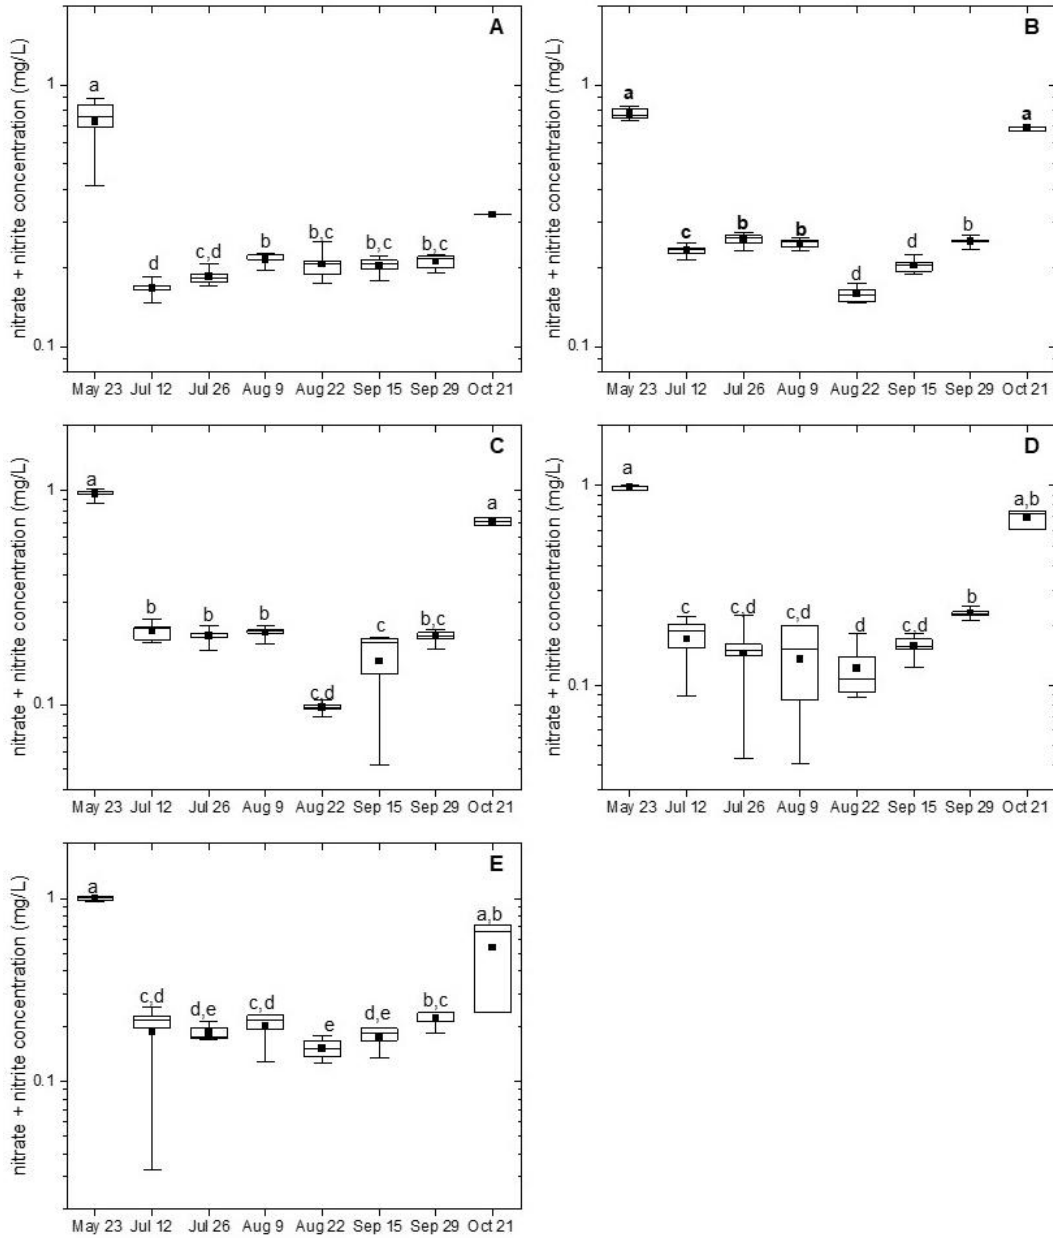 A
nitrate + nitrite concentration (mg/L)
1
0.1
a
d
c,d
b
b,c
b,c
b,c
May 23 Jul 12 Jul 26 Aug 9 Aug 22 Sep 15 Sep 29 Oct 21
B
nitrate + nitrite concentration (mg/L)
1
0.1
a
c
b
b
d
d
b
a
May 23 Jul 12 Jul 26 Aug 9 Aug 22 Sep 15 Sep 29 Oct 21
C
nitrate + nitrite concentration (mg/L)
1
0.1
a
b
b
b
c,d
c
b,c
a
May 23 Jul 12 Jul 26 Aug 9 Aug 22 Sep 15 Sep 29 Oct 21
D
nitrate + nitrite concentration (mg/L)
1
0.1
a
c
c,d
c,d
d
c,d
b
a,b
May 23 Jul 12 Jul 26 Aug 9 Aug 22 Sep 15 Sep 29 Oct 21
E
nitrate + nitrite concentration (mg/L)
1
0.1
a
c,d
d,e
c,d
e
d,e
b,c
a,b
May 23 Jul 12 Jul 26 Aug 9 Aug 22 Sep 15 Sep 29 Oct 21